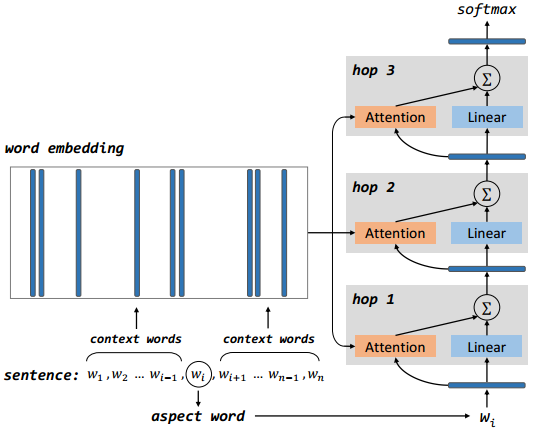 softmax
hop 3
Σ
Attention
Linear
word embedding
hop 2
Σ
Attention
Linear
hop 1
Σ
Attention
Linear
context words
context words
sentence: w₁,w₂ … wᵢ₋₁, wᵢ, wᵢ₊₁ … wₙ₋₁, wₙ
aspect word
wᵢ